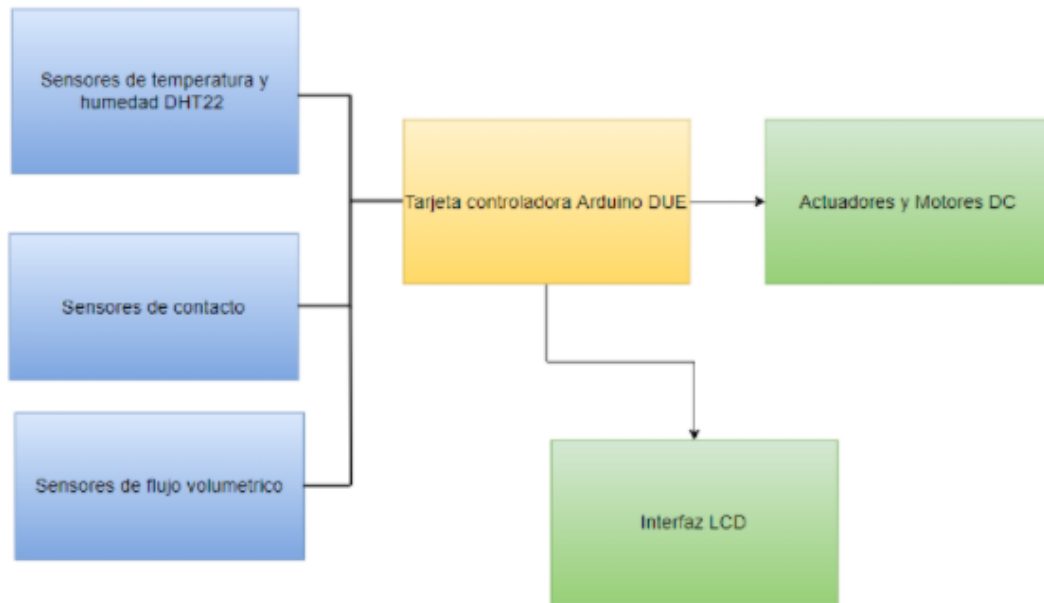 Sensores de temperatura y
humedad DHT22
Tarjeta controladora Arduino DUE
Actuadores y Motores DC
Sensores de contacto
Sensores de flujo volumetrico
Interfaz LCD